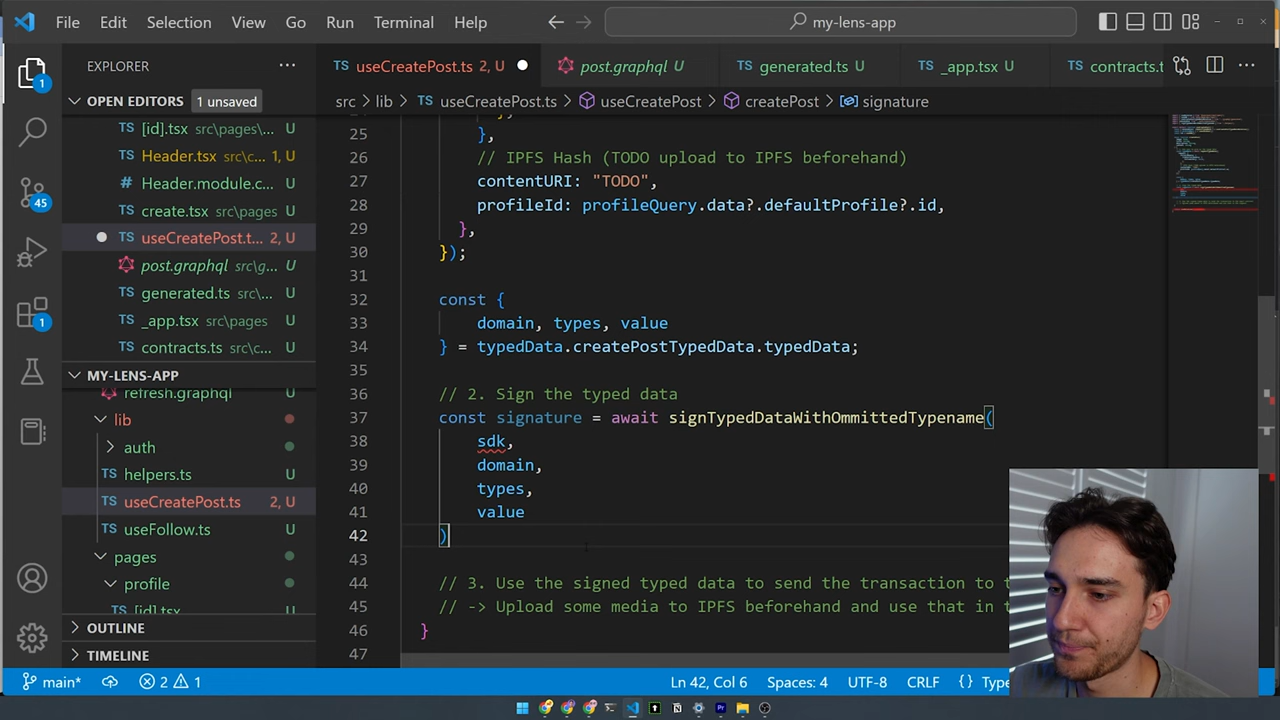 File Edit Selection View Go Run Terminal Help
my-lens-app
EXPLORER
useCreatePost.ts 2, U
post.graphql U
generated.ts U
_app.tsx U
contracts.t
OPEN EDITORS 1 unsaved
src > lib > TS useCreatePost.ts > useCreatePost > createPost > signature
TS [id].tsx src\pages\... U
TS Header.tsx src\c... 1, U
# Header.module.c... U
TS create.tsx src\pages U
TS useCreatePost.t... 2, U
post.graphql src\g... U
TS generated.ts src\... U
TS _app.tsx src\pages U
TS contracts.ts src\c... U
MY-LENS-APP
refresh.graphql U
lib
auth
TS helpers.ts U
TS useCreatePost.ts 2, U
TS useFollow.ts U
pages
profile
[id].tsx U
OUTLINE
TIMELINE
1
45
1
25 },
26 // IPFS Hash (TODO upload to IPFS beforehand)
27 contentURI: "TODO",
28 profileId: profileQuery.data?.defaultProfile?.id,
29 },
30 });
31
32 const {
33 domain, types, value
34 } = typedData.createPostTypedData.typedData;
35
36 // 2. Sign the typed data
37 const signature = await signTypedDataWithOmmittedTypename(
38 sdk,
39 domain,
40 types,
41 value
42 )
43
44 // 3. Use the signed typed data to send the transaction to t
45 // -> Upload some media to IPFS beforehand and use that in t
46 }
47
main* 2 1 Ln 42, Col 6 Spaces: 4 UTF-8 CRLF {} Type